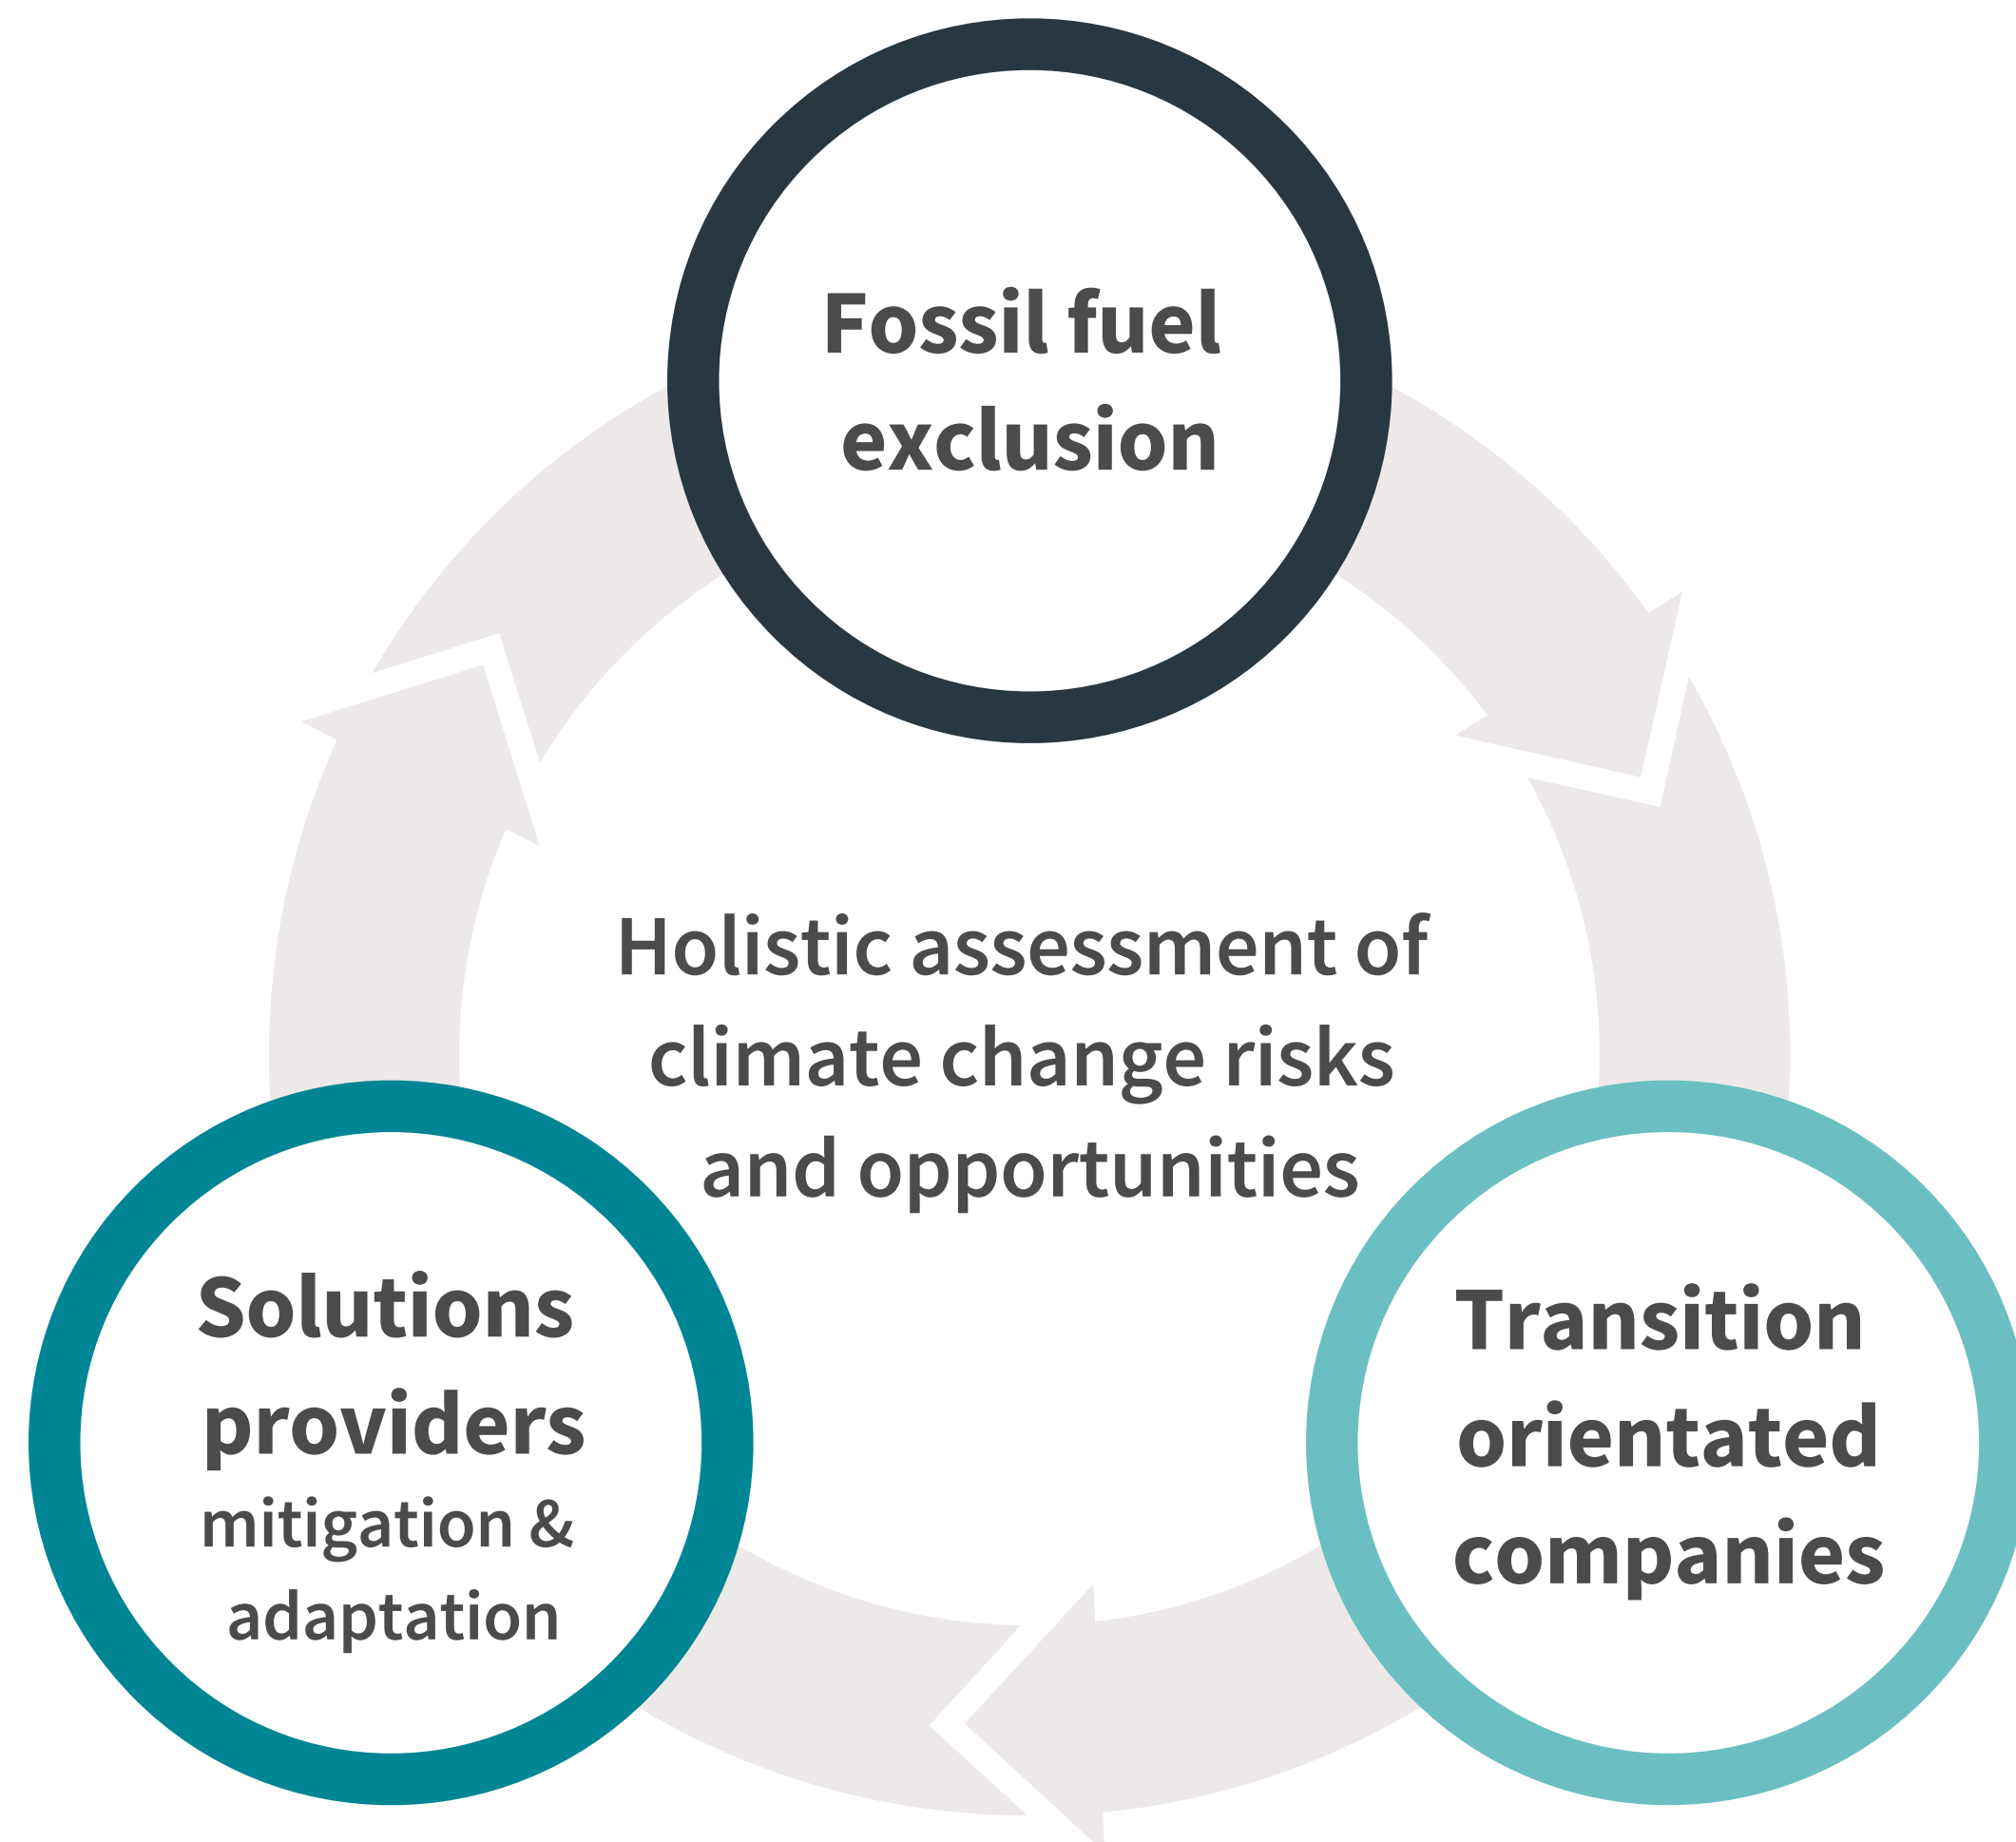 Fossil fuel
exclusion
Holistic assessment of
climate change risks
and opportunities
Solutions
providers
mitigation &
adaptation
Transition
orientated
companies